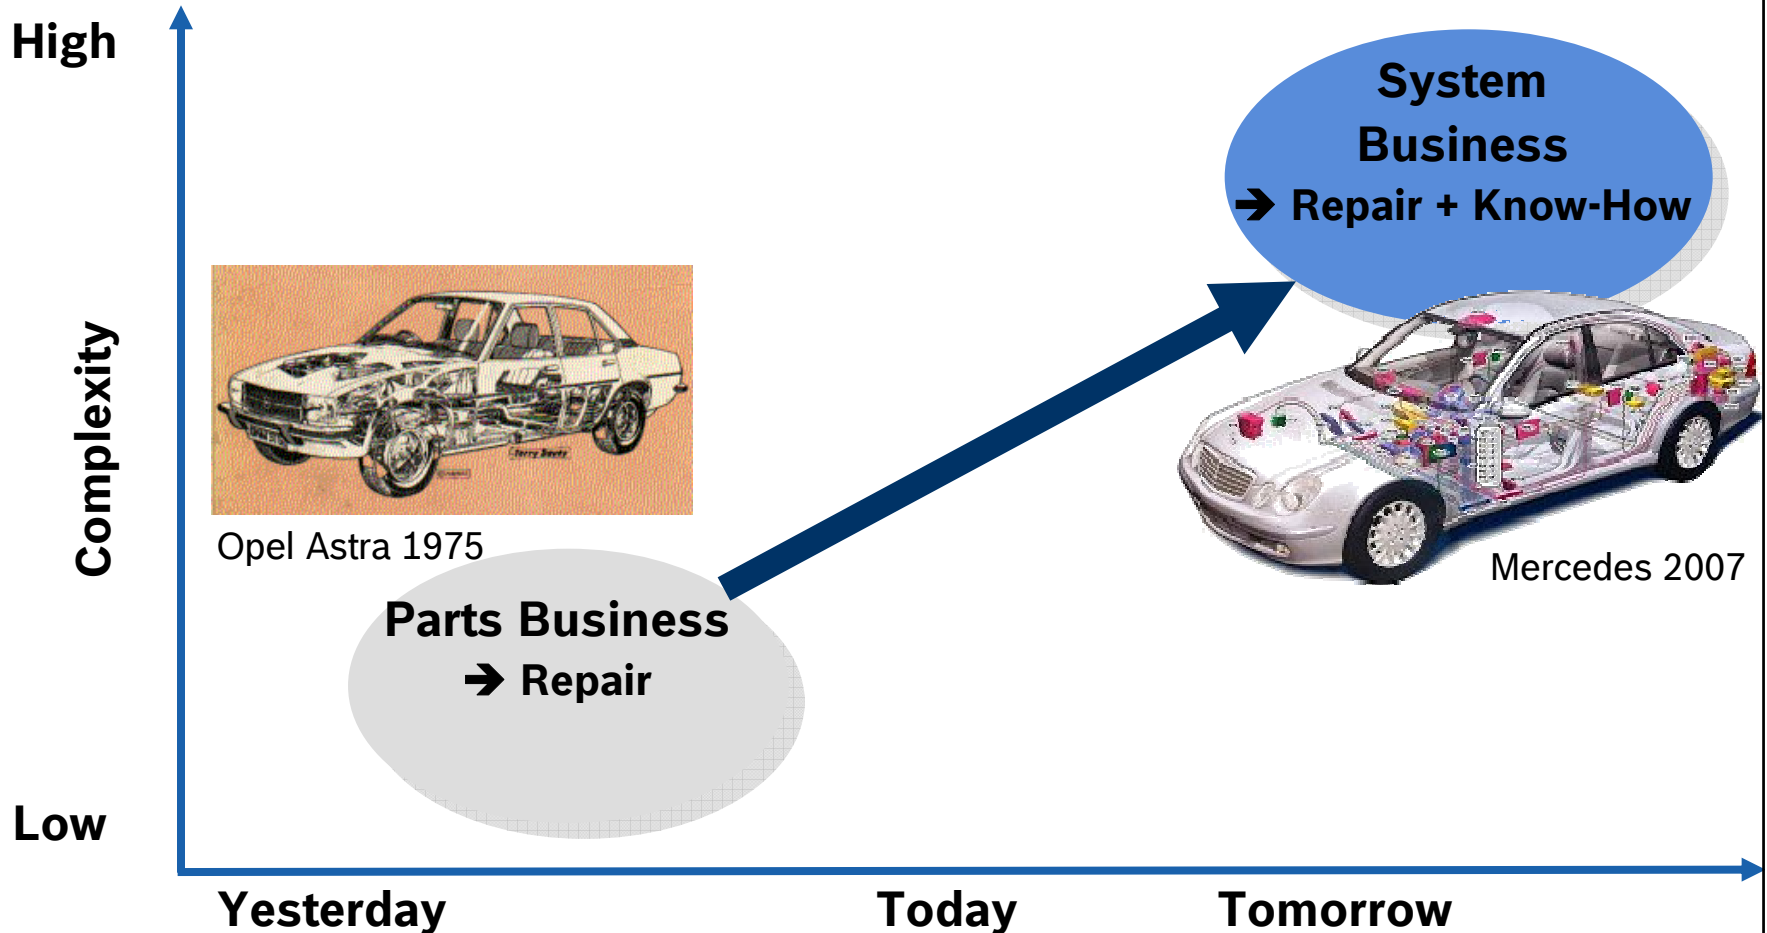 High
System
Business
➔ Repair + Know-How
Complexity
Opel Astra 1975
Mercedes 2007
Parts Business
➔ Repair
Low
Yesterday
Today
Tomorrow